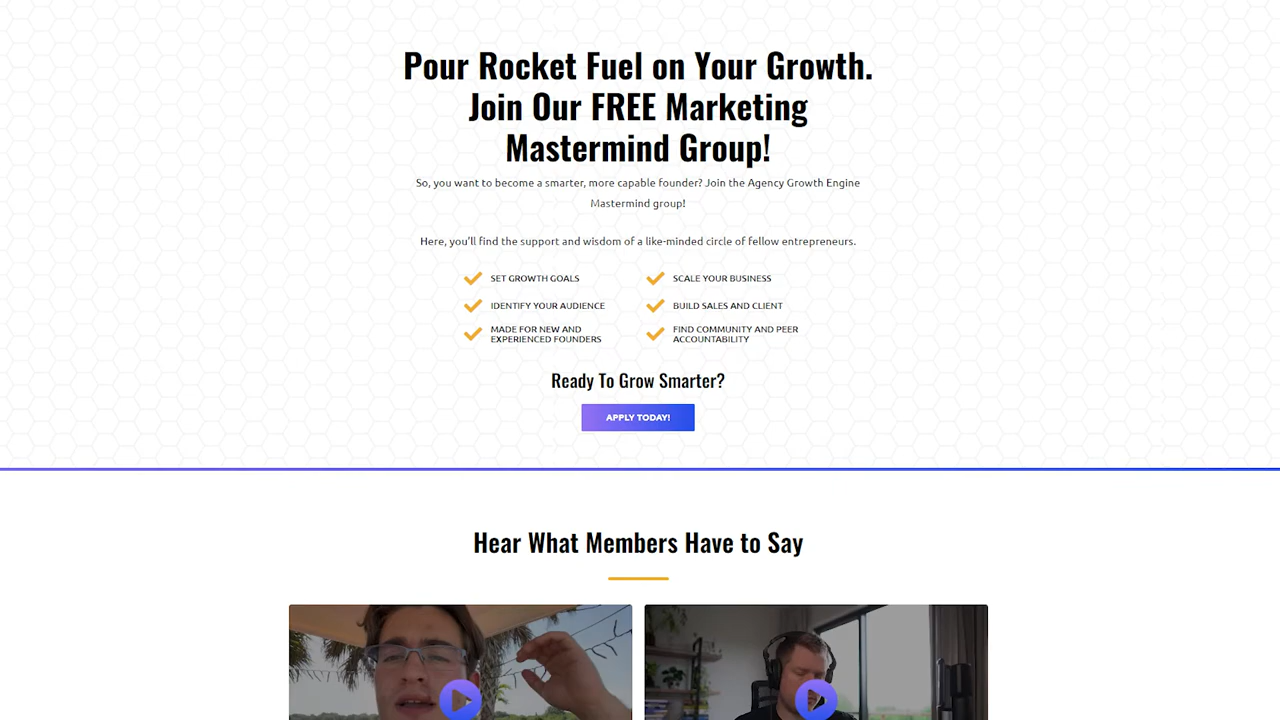 Pour Rocket Fuel on Your Growth.
Join Our FREE Marketing
Mastermind Group!
So, you want to become a smarter, more capable founder? Join the Agency Growth Engine
Mastermind group!
Here, you'll find the support and wisdom of a like-minded circle of fellow entrepreneurs.
SET GROWTH GOALS
SCALE YOUR BUSINESS
IDENTIFY YOUR AUDIENCE
BUILD SALES AND CLIENT
MADE FOR NEW AND
EXPERIENCED FOUNDERS
FIND COMMUNITY AND PEER
ACCOUNTABILITY
Ready To Grow Smarter?
APPLY TODAY!
Hear What Members Have to Say